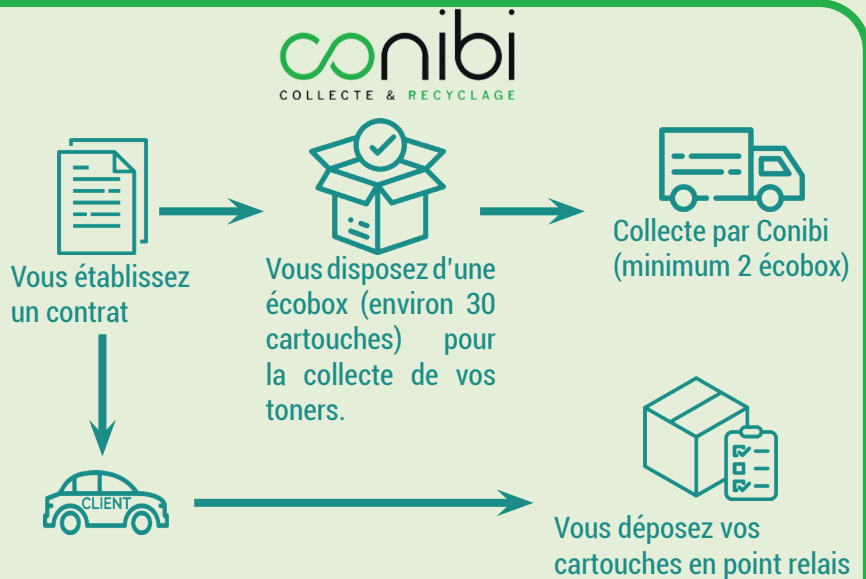 conibi
COLLECTE & RECYCLAGE
Vous établissez
un contrat
Vous disposez d'une
écobox (environ 30
cartouches) pour
la collecte de vos
toners.
Collecte par Conibi
(minimum 2 écobox)
CLIENT
Vous déposez vos
cartouches en point relais